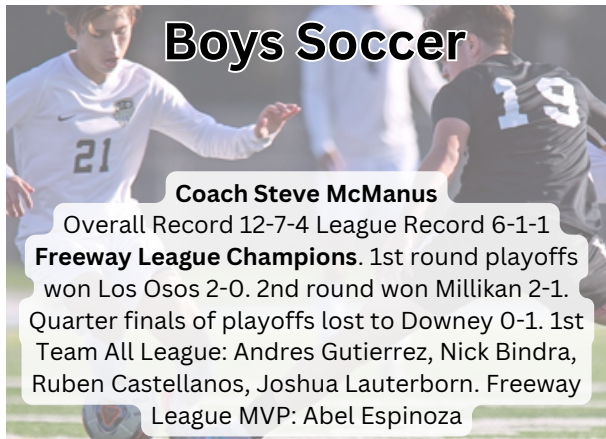 Boys Soccer
21
19
Coach Steve McManus
Overall Record 12-7-4 League Record 6-1-1
Freeway League Champions. 1st round playoffs
won Los Osos 2-0. 2nd round won Millikan 2-1.
Quarter finals of playoffs lost to Downey 0-1. 1st
Team All League: Andres Gutierrez, Nick Bindra,
Ruben Castellanos, Joshua Lauterborn. Freeway
League MVP: Abel Espinoza